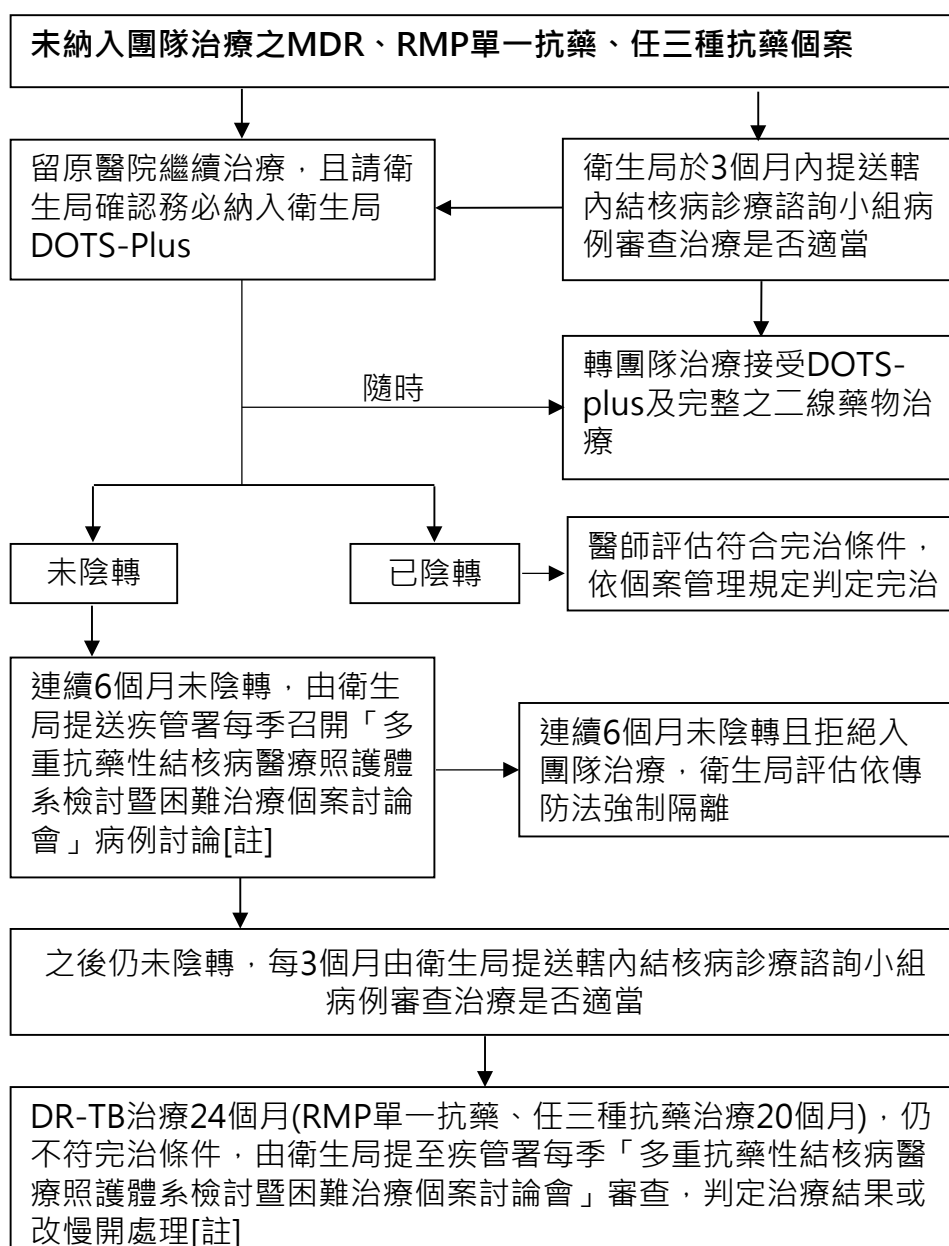 未納入團隊治療之MDR、RMP單一抗藥、任三種抗藥個案
留原醫院繼續治療，且請衛
生局確認務必納入衛生局
DOTS-Plus
衛生局於3個月內提送轄
內結核病診療諮詢小組病
例審查治療是否適當
隨時
轉團隊治療接受DOTS-
plus及完整之二線藥物治
療
未陰轉
已陰轉
醫師評估符合完治條件，
依個案管理規定判定完治
連續6個月未陰轉，由衛生
局提送疾管署每季召開「多
重抗藥性結核病醫療照護體
系檢討暨困難治療個案討論
會」病例討論[註]
連續6個月未陰轉且拒絕入
團隊治療，衛生局評估依傳
防法強制隔離
之後仍未陰轉，每3個月由衛生局提送轄內結核病診療諮詢小組
病例審查治療是否適當
DR-TB治療24個月(RMP單一抗藥、任三種抗藥治療20個月)，仍
不符完治條件，由衛生局提至疾管署每季「多重抗藥性結核病醫
療照護體系檢討暨困難治療個案討論會」審查，判定治療結果或
改慢開處理[註]